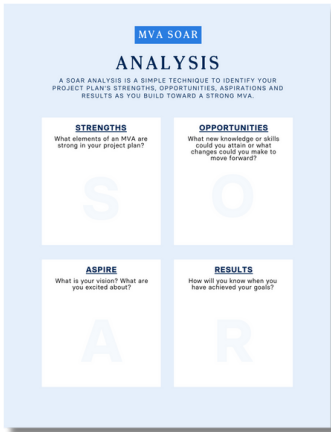 MVA SOAR
ANALYSIS
A SOAR ANALYSIS IS A SIMPLE TECHNIQUE TO IDENTIFY YOUR
PROJECT PLAN'S STRENGTHS, OPPORTUNITIES, ASPIRATIONS AND
RESULTS AS YOU BUILD TOWARD A STRONG MVA.
STRENGTHS
What elements of an MVA are
strong in your project plan?
S
OPPORTUNITIES
What new knowledge or skills
could you attain or what
changes could you make to
move forward?
O
ASPIRE
What is your vision? What are
you excited about?
A
RESULTS
How will you know when you
have achieved your goals?
R